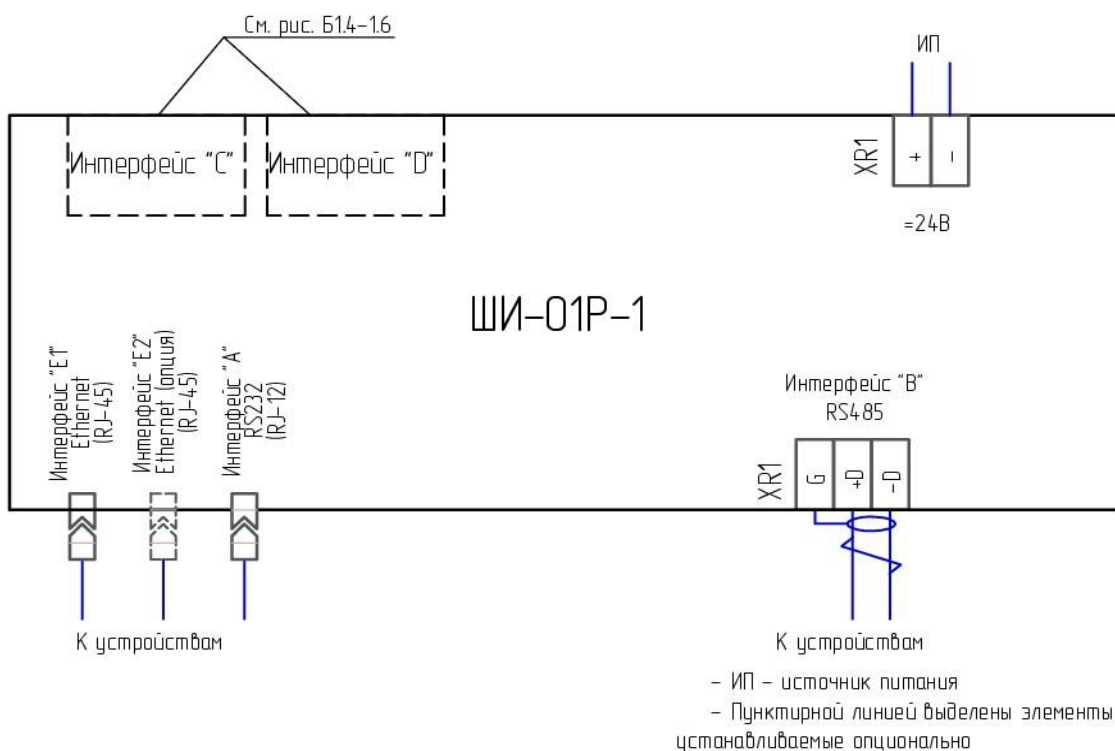 См. рис. Б1.4-1.6
ИП
Интерфейс "C"
Интерфейс "D"
XR1
+
-
=24В
ШИ-01Р-1
Интерфейс "E1"
Ethernet
(RJ-45)
Интерфейс "E2"
Ethernet (опция)
(RJ-45)
Интерфейс "A"
RS232
(RJ-12)
Интерфейс "B"
RS485
XR1
G
+D
-D
К устройствам
К устройствам
- ИП - источник питания
- Пунктирной линией выделены элементы
устанавливаемые опционально